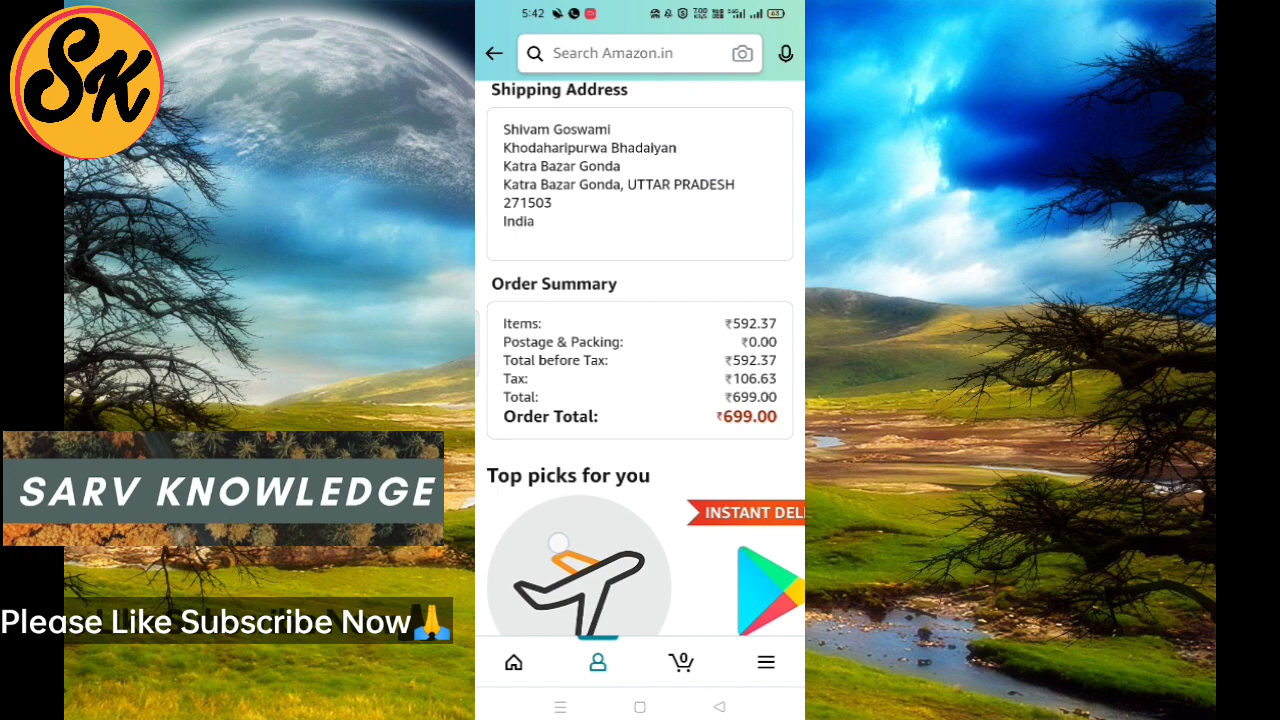 SK
SARV KNOWLEDGE
Please Like Subscribe Now🙏
5:42
7.00
63
Search Amazon.in
Shipping Address
Shivam Goswami
Khodaharipurwa Bhadaiyan
Katra Bazar Gonda
Katra Bazar Gonda, UTTAR PRADESH
271503
India
Order Summary
Items: ₹592.37
Postage & Packing: ₹0.00
Total before Tax: ₹592.37
Tax: ₹106.63
Total: ₹699.00
Order Total: ₹699.00
Top picks for you
INSTANT DEL
0